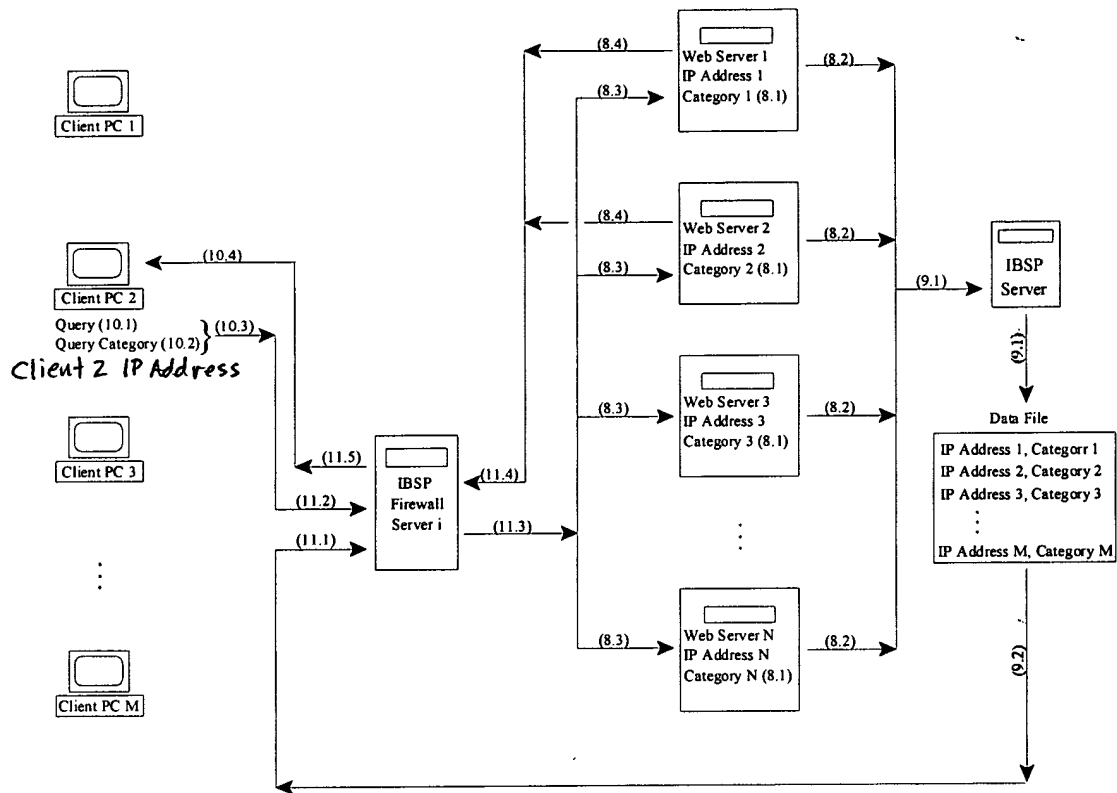 Client PC 1
Client PC 2
(10.4)
Query (10.1)
Query Category (10.2)
(10.3)
Client 2 IP Address
Client PC 3
Client PC M
(11.5)
(11.2)
(11.1)
IBSP
Firewall
Server i
(11.4)
(11.3)
(8.4)
(8.3)
Web Server 1
IP Address 1
Category 1 (8.1)
(8.2)
(8.4)
(8.3)
Web Server 2
IP Address 2
Category 2 (8.1)
(8.2)
(8.3)
Web Server 3
IP Address 3
Category 3 (8.1)
(8.2)
(8.3)
Web Server N
IP Address N
Category N (8.1)
(8.2)
(9.1)
IBSP
Server
(9.1)
Data File
IP Address 1, Categorr 1
IP Address 2, Category 2
IP Address 3, Category 3
IP Address M, Category M
(9.2)